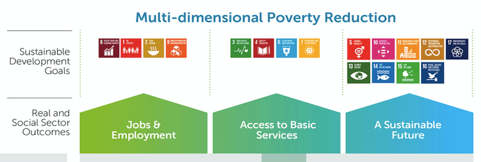 Multi-dimensional Poverty Reduction
Sustainable
Development
Goals
Real and
Social Sector
Outcomes
Jobs &
Employment
Access to Basic
Services
A Sustainable
Future